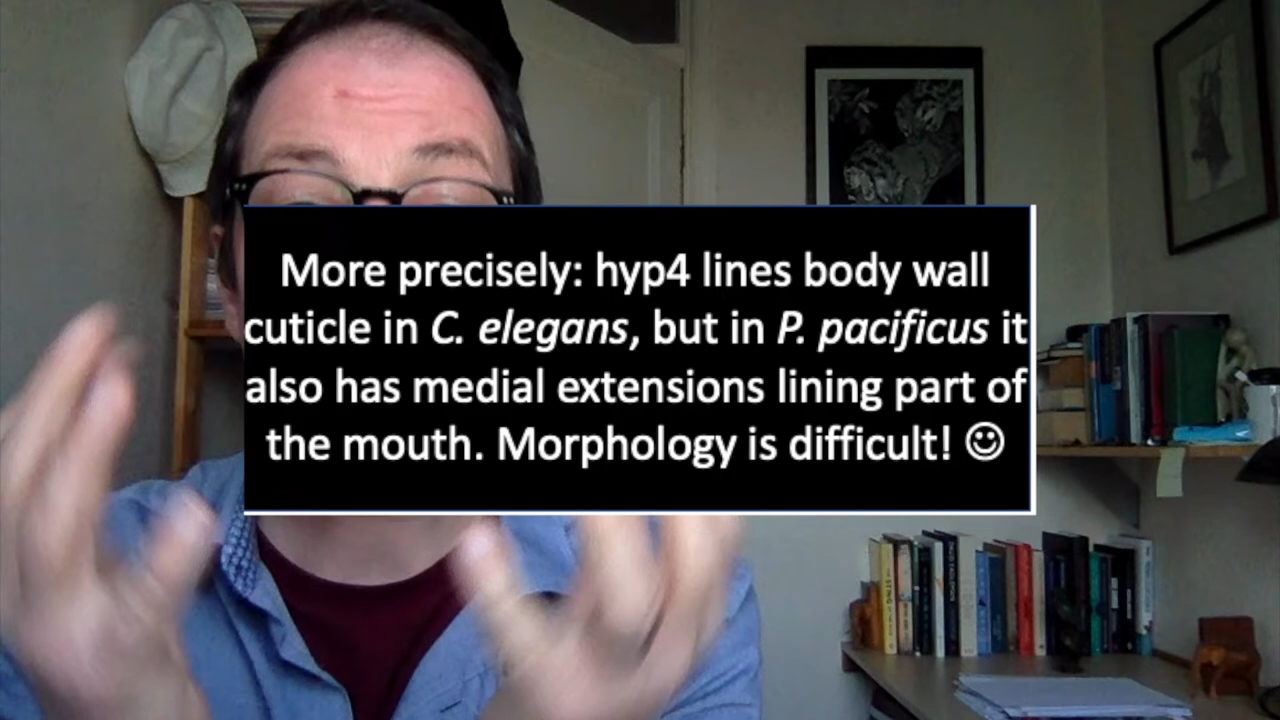 More precisely: hyp4 lines body wall
cuticle in C. elegans, but in P. pacificus it
also has medial extensions lining part of
the mouth. Morphology is difficult! ☺